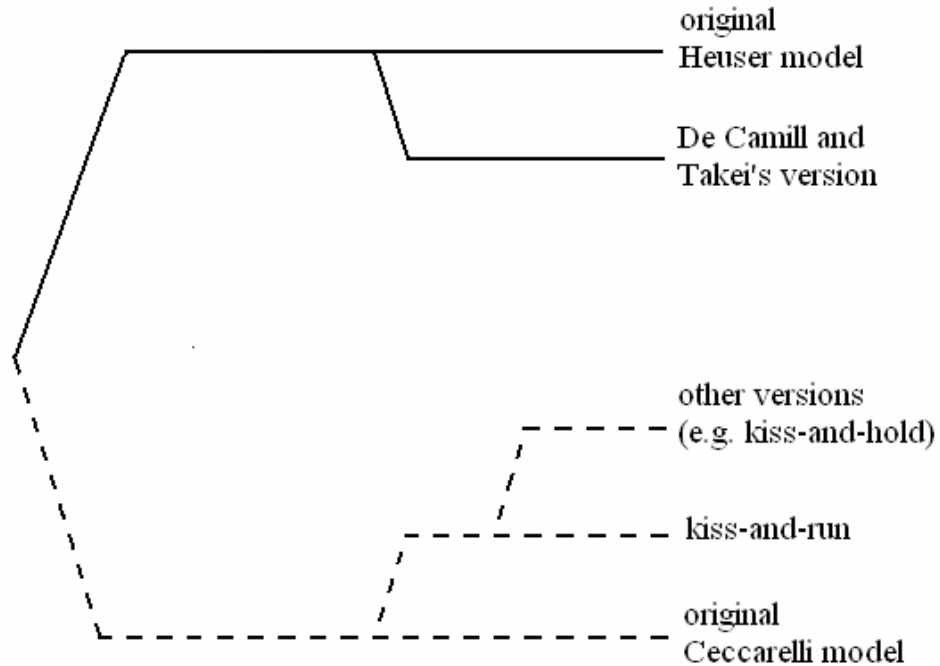 original
Heuser model
De Camill and
Takei's version
other versions
(e.g. kiss-and-hold)
kiss-and-run
original
Ceccarelli model